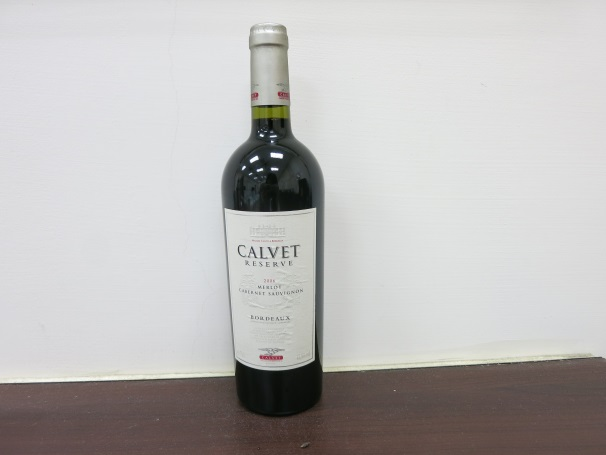 CALVET
RESERVE
MERLOT
CABERNET SAUVIGNON
BORDEAUX
CALVET